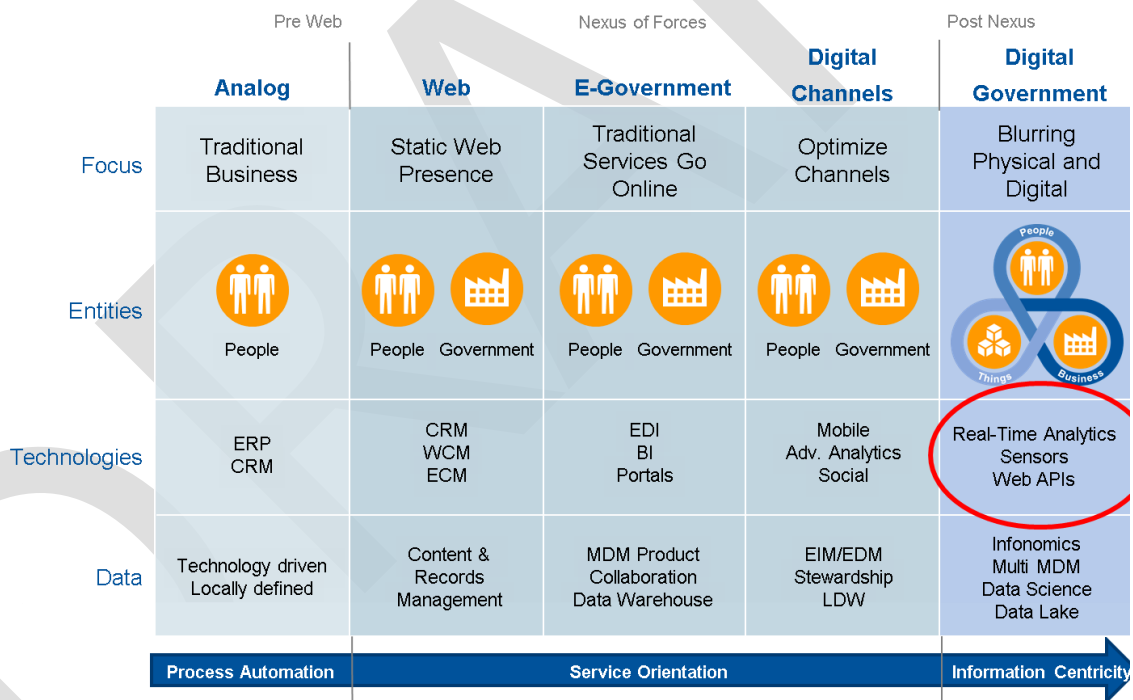 Pre Web
Nexus of Forces
Post Nexus
Analog
Web
E-Government
Digital
Channels
Digital
Government
Focus
Traditional
Business
Static Web
Presence
Traditional
Services Go
Online
Optimize
Channels
Blurring
Physical and
Digital
Entities
People
People
Government
People
Government
People
Government
People
Things
Business
Technologies
ERP
CRM
CRM
WCM
ECM
EDI
BI
Portals
Mobile
Adv. Analytics
Social
Real-Time Analytics
Sensors
Web APIs
Data
Technology driven
Locally defined
Content &
Records
Management
MDM Product
Collaboration
Data Warehouse
EIM/EDM
Stewardship
LDW
Infonomics
Multi MDM
Data Science
Data Lake
Process Automation
Service Orientation
Information Centricity